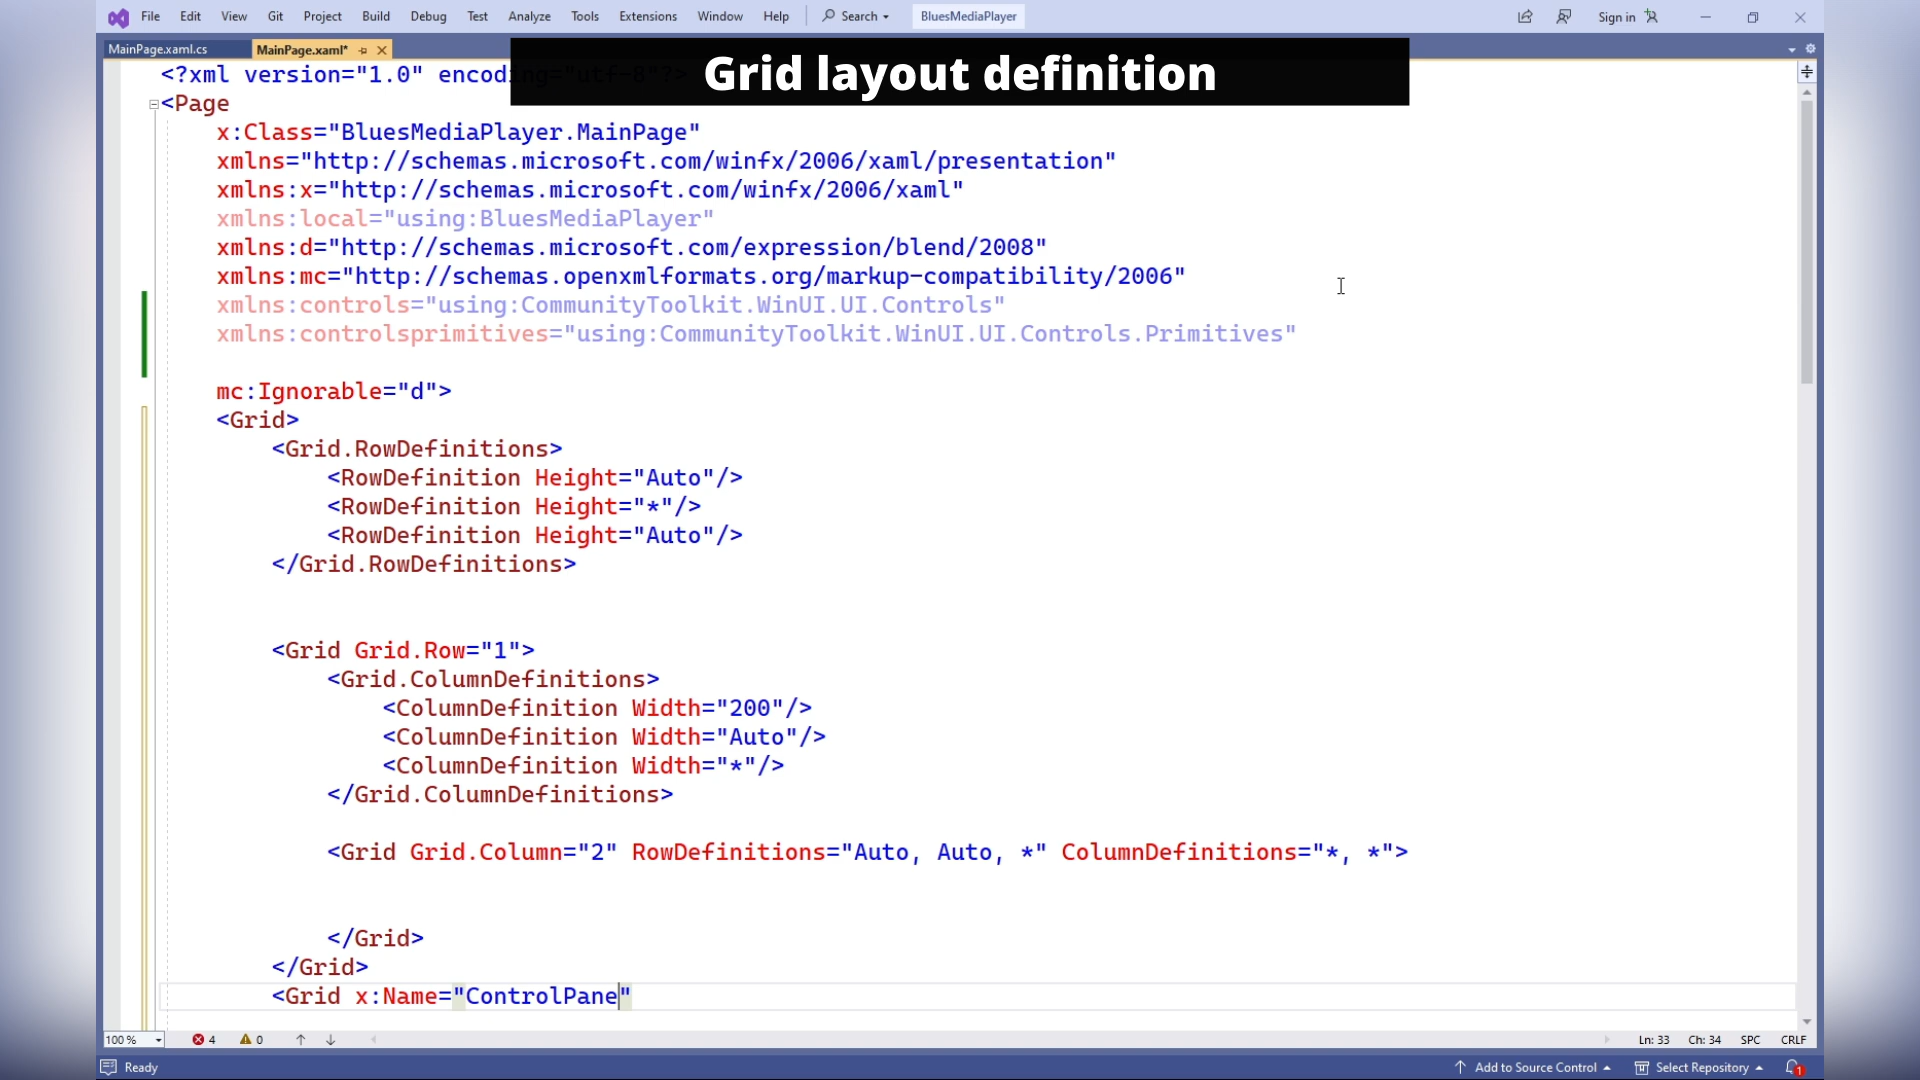 File Edit View Git Project Build Debug Test Analyze Tools Extensions Window Help Search BluesMediaPlayer Sign in
MainPage.xaml.cs MainPage.xaml*
Grid layout definition
<?xml version="1.0" encoding="utf-8"?>
<Page
x:Class="BluesMediaPlayer.MainPage"
xmlns="http://schemas.microsoft.com/winfx/2006/xaml/presentation"
xmlns:x="http://schemas.microsoft.com/winfx/2006/xaml"
xmlns:local="using:BluesMediaPlayer"
xmlns:d="http://schemas.microsoft.com/expression/blend/2008"
xmlns:mc="http://schemas.openxmlformats.org/markup-compatibility/2006"
xmlns:controls="using:CommunityToolkit.WinUI.UI.Controls"
xmlns:controlsprimitives="using:CommunityToolkit.WinUI.UI.Controls.Primitives"
mc:Ignorable="d">
<Grid>
<Grid.RowDefinitions>
<RowDefinition Height="Auto"/>
<RowDefinition Height="*"/>
<RowDefinition Height="Auto"/>
</Grid.RowDefinitions>
<Grid Grid.Row="1">
<Grid.ColumnDefinitions>
<ColumnDefinition Width="200"/>
<ColumnDefinition Width="Auto"/>
<ColumnDefinition Width="*"/>
</Grid.ColumnDefinitions>
<Grid Grid.Column="2" RowDefinitions="Auto, Auto, *" ColumnDefinitions="*, *">
</Grid>
</Grid>
<Grid x:Name="ControlPane"
100 % 4 0 Ln: 33 Ch: 34 SPC CRLF
Ready Add to Source Control Select Repository 1